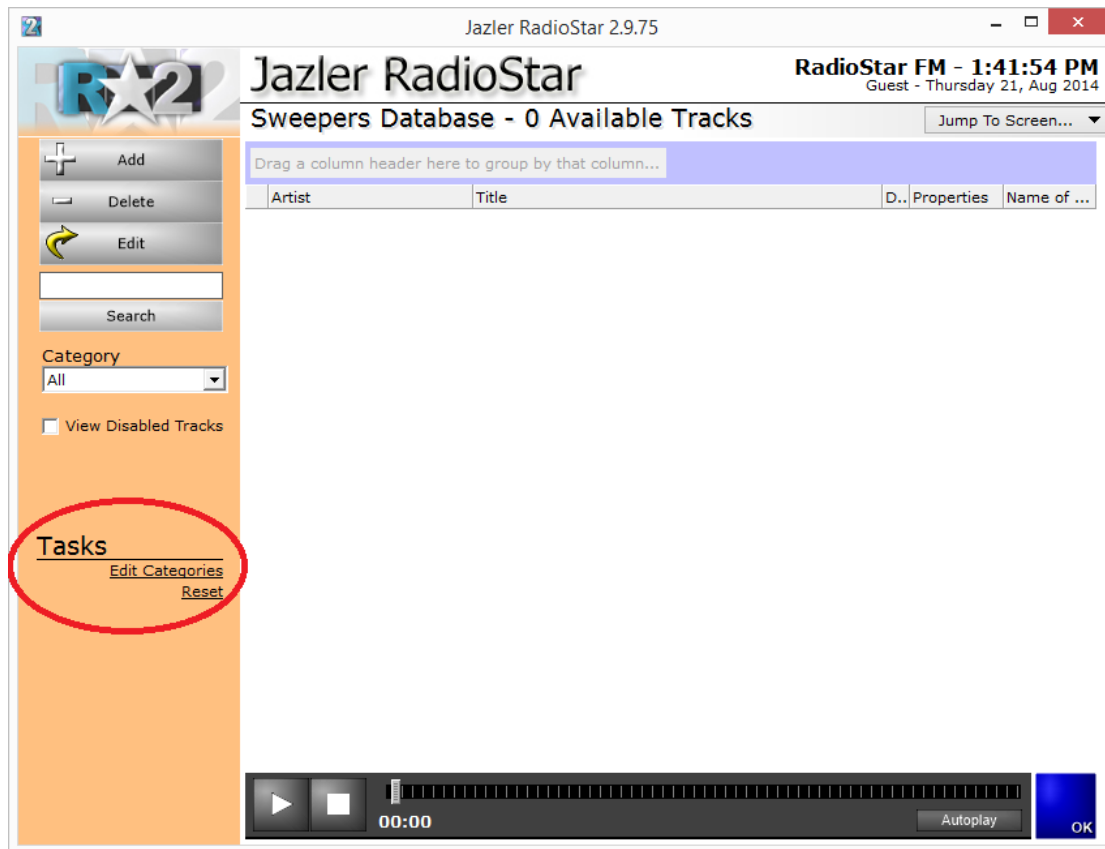 Jazler RadioStar 2.9.75
R 2
Jazler RadioStar
RadioStar FM - 1:41:54 PM
Guest - Thursday 21, Aug 2014
Sweepers Database - 0 Available Tracks
Jump To Screen...
Add
Delete
Edit
Search
Category
All
View Disabled Tracks
Tasks
Edit Categories
Reset
Drag a column header here to group by that column...
Artist Title D.. Properties Name of ...
00:00
Autoplay
OK